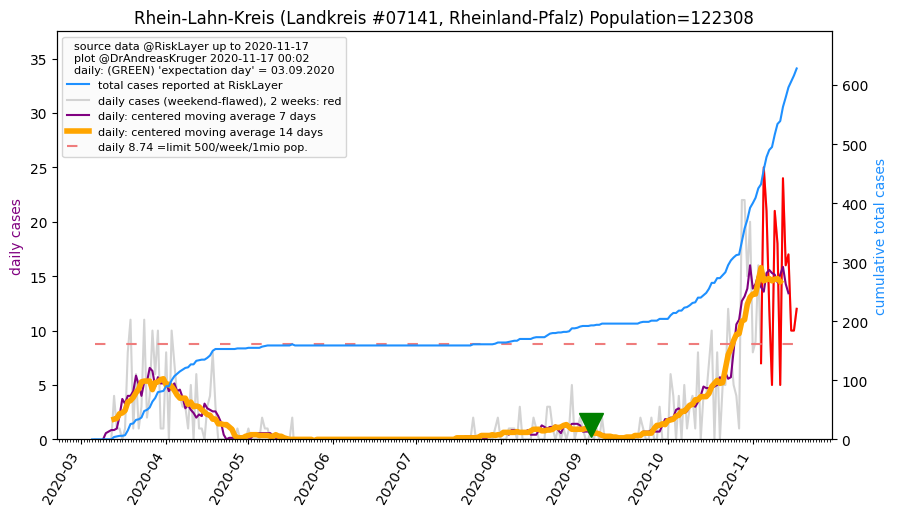 Rhein-Lahn-Kreis (Landkreis #07141, Rheinland-Pfalz) Population=122308
source data @RiskLayer up to 2020-11-17
plot @DrAndreasKruger 2020-11-17 00:02
daily: (GREEN) 'expectation day' = 03.09.2020
total cases reported at RiskLayer
daily cases (weekend-flawed), 2 weeks: red
daily: centered moving average 7 days
daily: centered moving average 14 days
daily 8.74 =limit 500/week/1mio pop.
daily cases
35
30
25
20
15
10
5
0
cumulative total cases
600
500
400
300
200
100
0
2020-03
2020-04
2020-05
2020-06
2020-07
2020-08
2020-09
2020-10
2020-11